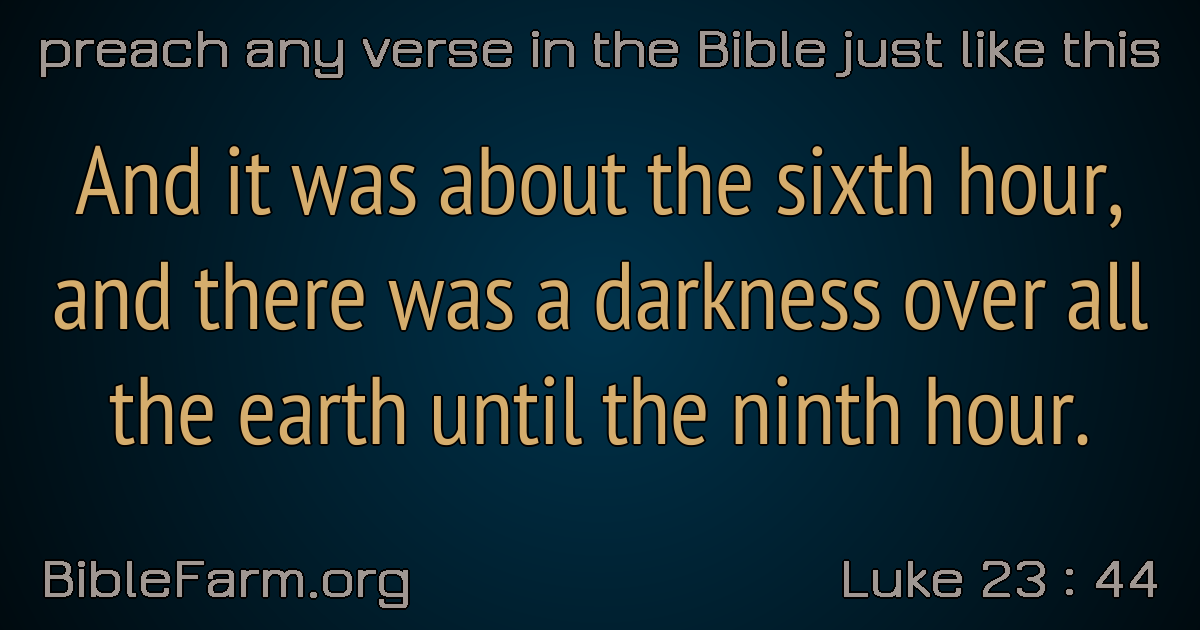 preach any verse in the Bible just like this
And it was about the sixth hour,
and there was a darkness over all
the earth until the ninth hour.
BibleFarm.org
Luke 23 : 44